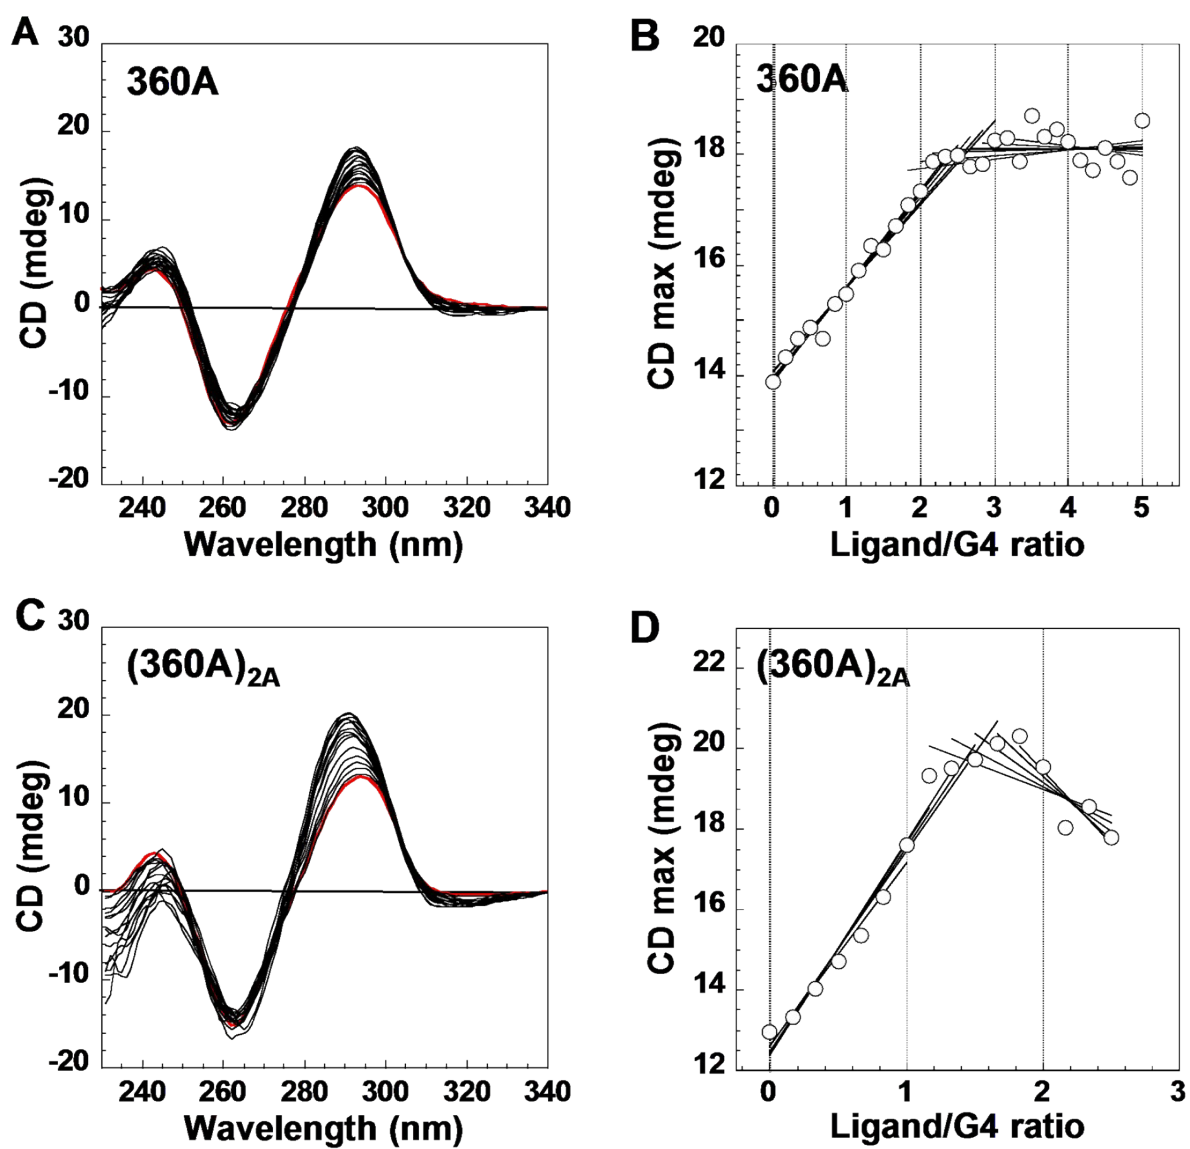 A
360A
CD (mdeg)
30
20
10
0
-10
-20
240 260 280 300 320 340
Wavelength (nm)
B
360A
CD max (mdeg)
20
18
16
14
12
0 1 2 3 4 5
Ligand/G4 ratio
C
(360A)2A
CD (mdeg)
30
20
10
0
-10
-20
240 260 280 300 320 340
Wavelength (nm)
D
(360A)2A
CD max (mdeg)
22
20
18
16
14
12
0 1 2 3
Ligand/G4 ratio